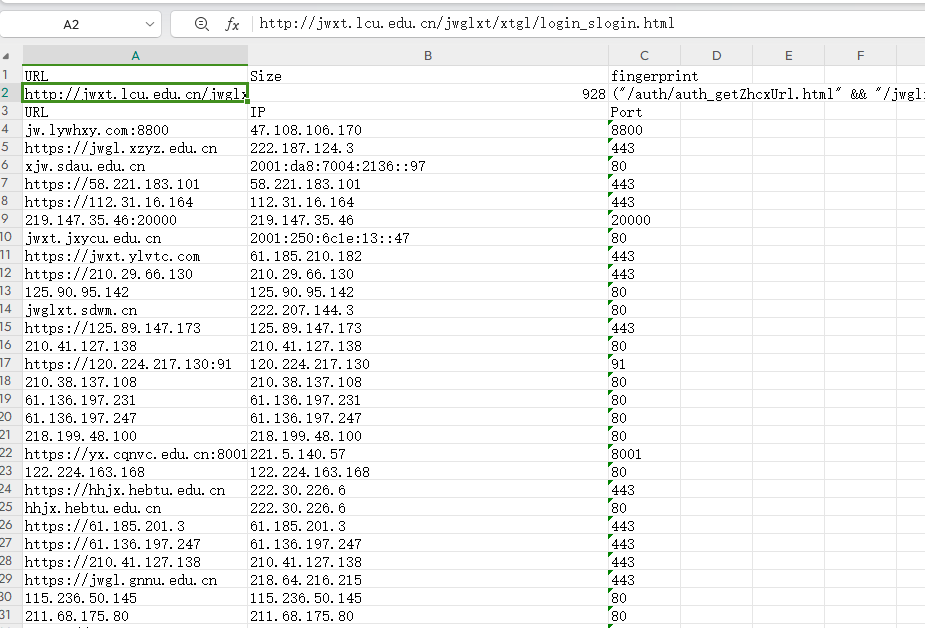 A2 fx http://jwxt.lcu.edu.cn/jwglxt/xtgl/login_slogin.html
A B C D E F
1 URL Size fingerprint
2 http://jwxt.lcu.edu.cn/jwglx 928 ("/auth/auth_getZhcxUrl.html" && "/jwgl
3 URL IP Port
4 jw.lywhxy.com:8800 47.108.106.170 8800
5 https://jwgl.xzyz.edu.cn 222.187.124.3 443
6 xjw.sdau.edu.cn 2001:da8:7004:2136::97 80
7 https://58.221.183.101 58.221.183.101 443
8 https://112.31.16.164 112.31.16.164 443
9 219.147.35.46:20000 219.147.35.46 20000
10 jwxt.jxycu.edu.cn 2001:250:6c1e:13::47 80
11 https://jwxt.ylvtc.com 61.185.210.182 443
12 https://210.29.66.130 210.29.66.130 443
13 125.90.95.142 125.90.95.142 80
14 jwglxt.sdwm.cn 222.207.144.3 80
15 https://125.89.147.173 125.89.147.173 443
16 210.41.127.138 210.41.127.138 80
17 https://120.224.217.130:91 120.224.217.130 91
18 210.38.137.108 210.38.137.108 80
19 61.136.197.231 61.136.197.231 80
20 61.136.197.247 61.136.197.247 80
21 218.199.48.100 218.199.48.100 80
22 https://yx.cqnvc.edu.cn:8001 221.5.140.57 8001
23 122.224.163.168 122.224.163.168 80
24 https://hhjx.hebtu.edu.cn 222.30.226.6 443
25 hhjx.hebtu.edu.cn 222.30.226.6 80
26 https://61.185.201.3 61.185.201.3 443
27 https://61.136.197.247 61.136.197.247 443
28 https://210.41.127.138 210.41.127.138 443
29 https://jwgl.gnnu.edu.cn 218.64.216.215 443
30 115.236.50.145 115.236.50.145 80
31 211.68.175.80 211.68.175.80 80